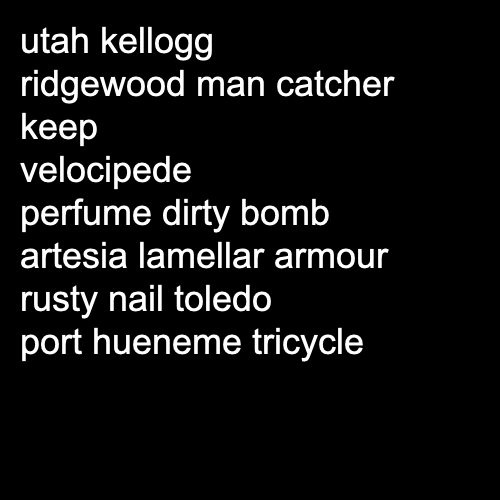 utah kellogg
ridgewood man catcher
keep
velocipede
perfume dirty bomb
artesia lamellar armour
rusty nail toledo
port hueneme tricycle